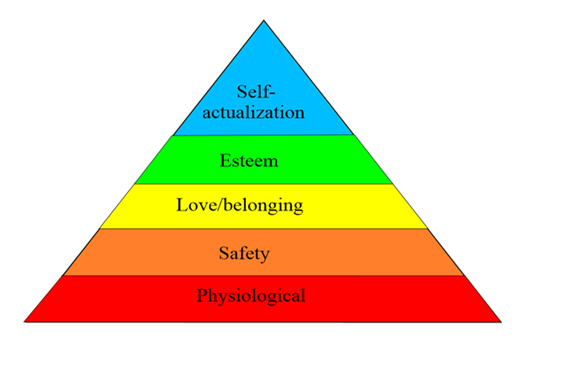 Self-
actualization
Esteem
Love/belonging
Safety
Physiological